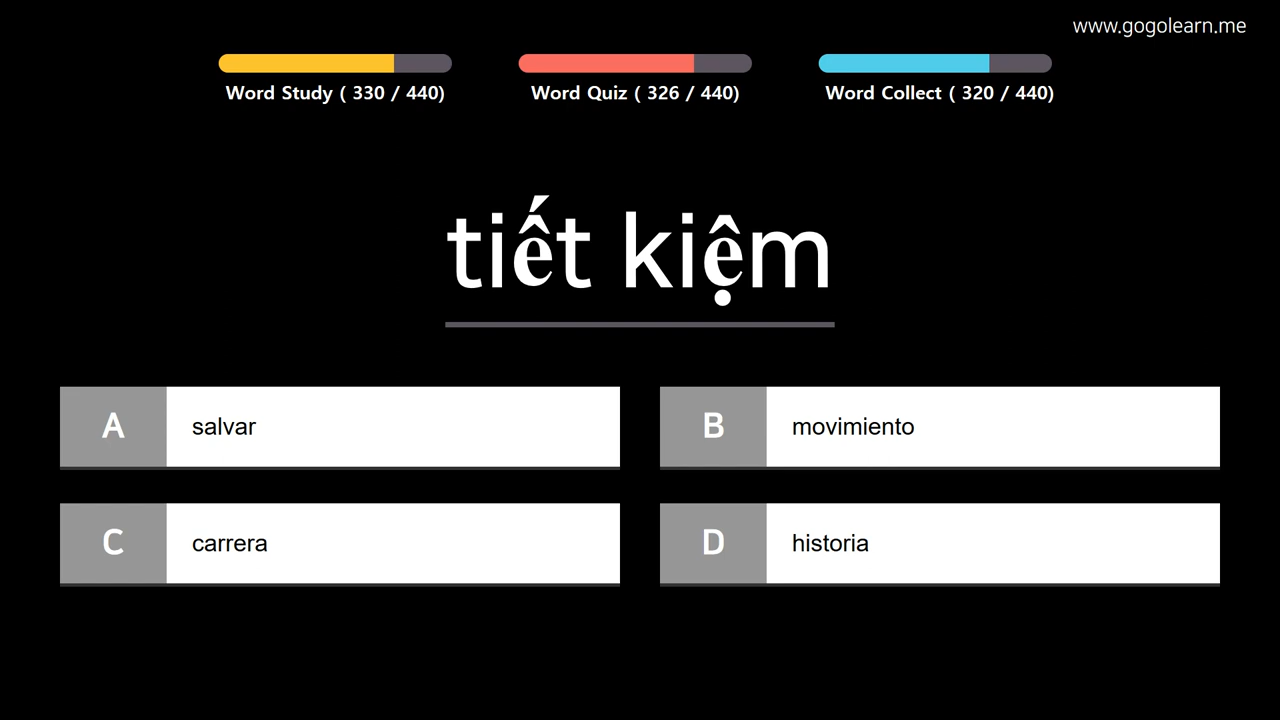 www.gogolearn.me
Word Study ( 330 / 440)
Word Quiz ( 326 / 440)
Word Collect ( 320 / 440)
tiết kiệm
A salvar
B movimiento
C carrera
D historia